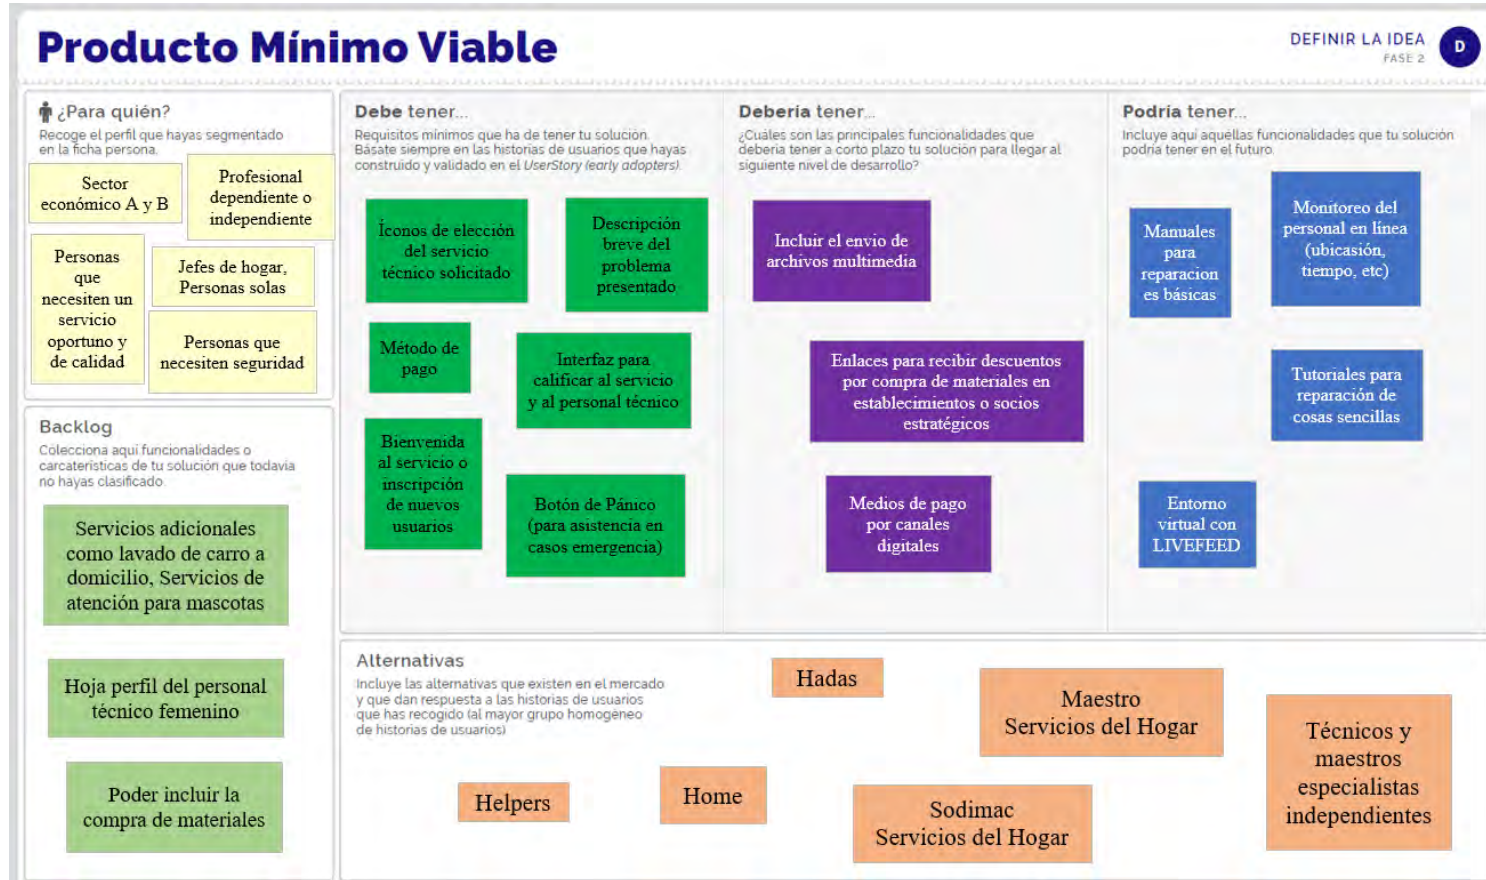 Producto Mínimo Viable
DEFINIR LA IDEA
FASE 2
D
¿Para quién?
Recoge el perfil que hayas segmentado
en la ficha persona.
Sector
económico A y B
Profesional
dependiente o
independiente
Personas
que
necesiten un
servicio
oportuno y
de calidad
Jefes de hogar,
Personas solas
Personas que
necesiten seguridad
Backlog
Colecciona aquí funcionalidades o
carcaterísticas de tu solución que todavía
no hayas clasificado
Servicios adicionales
como lavado de carro a
domicilio, Servicios de
atención para mascotas
Hoja perfil del personal
técnico femenino
Poder incluir la
compra de materiales
Debe tener...
Requisitos mínimos que ha de tener tu solución.
Básate siempre en las historias de usuarios que hayas
construido y validado en el UserStory (early adopters).
Íconos de elección
del servicio
técnico solicitado
Descripción
breve del
problema
presentado
Método de
pago
Interfaz para
calificar al servicio
y al personal técnico
Bienvenida
al servicio o
inscripción
de nuevos
usuarios
Botón de Pánico
(para asistencia en
casos emergencia)
Debería tener...
¿Cuáles son las principales funcionalidades que
debería tener a corto plazo tu solución para llegar al
siguiente nivel de desarrollo?
Incluir el envio de
archivos multimedia
Enlaces para recibir descuentos
por compra de materiales en
establecimientos o socios
estratégicos
Medios de pago
por canales
digitales
Podría tener...
Incluye aquí aquellas funcionalidades que tu solución
podría tener en el futuro.
Manuales
para
reparacion
es básicas
Monitoreo del
personal en línea
(ubicasión,
tiempo, etc)
Tutoriales para
reparación de
cosas sencillas
Entorno
virtual con
LIVEFEED
Alternativas
Incluye las alternativas que existen en el mercado
y que dan respuesta a las historias de usuarios
que has recogido (al mayor grupo homogéneo
de historias de usuarios)
Hadas
Maestro
Servicios del Hogar
Técnicos y
maestros
especialistas
independientes
Helpers
Home
Sodimac
Servicios del Hogar